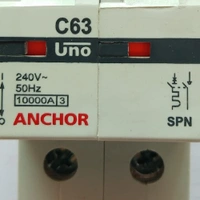 C63
Uno
240V~
50Hz
10000A 3
ANCHOR
SPN